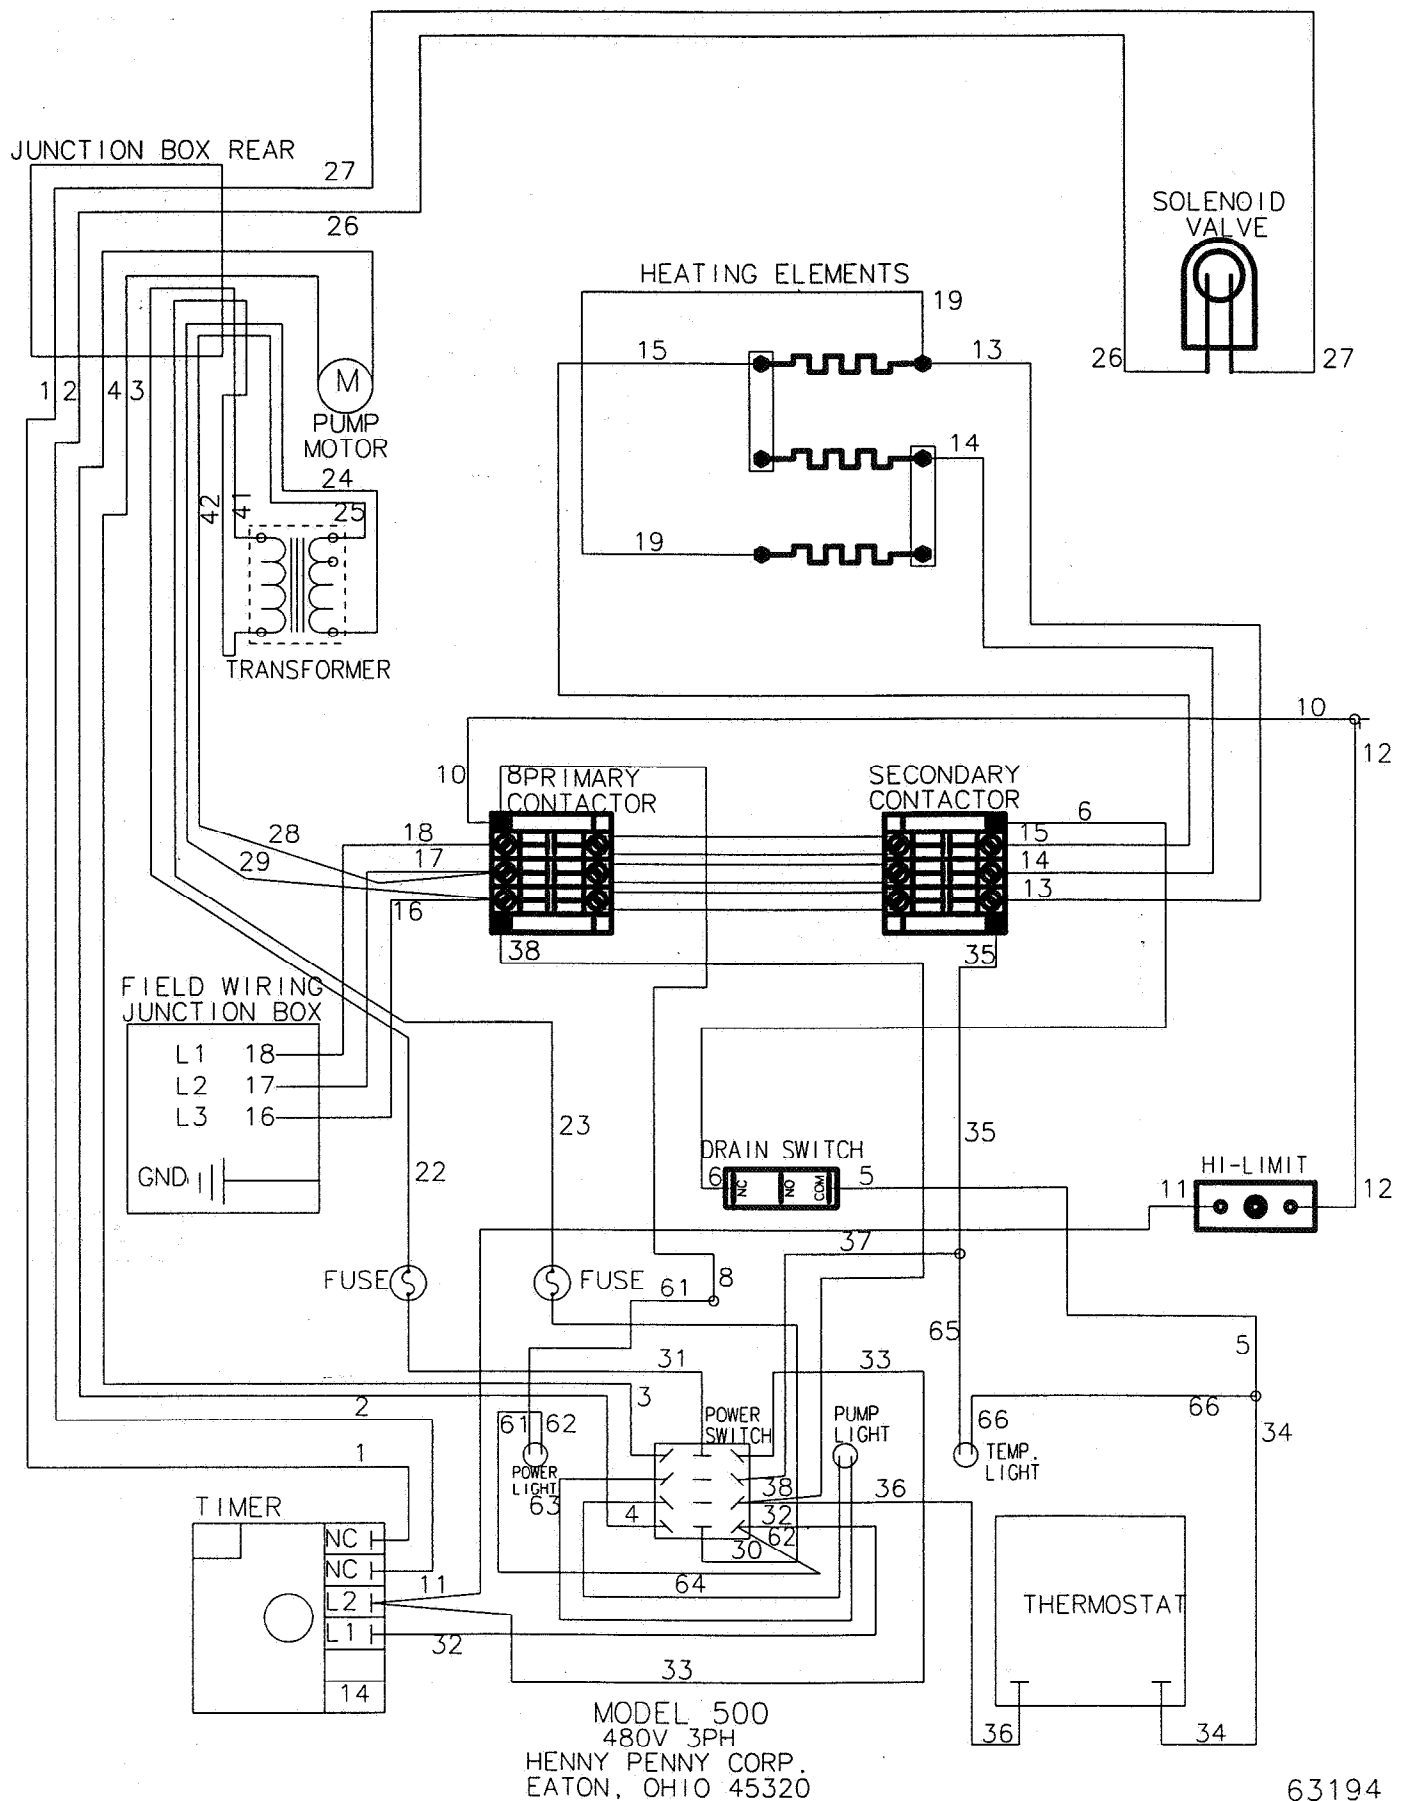 JUNCTION BOX REAR
27
26
SOLENOID
VALVE
HEATING ELEMENTS
19
15
13
26
27
1 2 4 3
M
PUMP
MOTOR
14
24
42 41 25
19
TRANSFORMER
10
12
10
8 PRIMARY
CONTACTOR
SECONDARY
CONTACTOR
6
28
18
15
29
17
14
16
13
38
35
FIELD WIRING
JUNCTION BOX
L1 18
L2 17
L3 16
GND
23
35
22
DRAIN SWITCH
6 NC NO COM 5
HI-LIMIT
11
12
37
FUSE
FUSE
61
8
65
5
31
33
3
2
66
66
61 62
POWER
SWITCH
PUMP
LIGHT
34
1
POWER
LIGHT
TEMP.
LIGHT
63
38
36
4
32
62
30
TIMER
NC
NC
L2
L1
14
11
64
32
33
THERMOSTAT
36
34
MODEL 500
480V 3PH
HENNY PENNY CORP.
EATON, OHIO 45320
63194